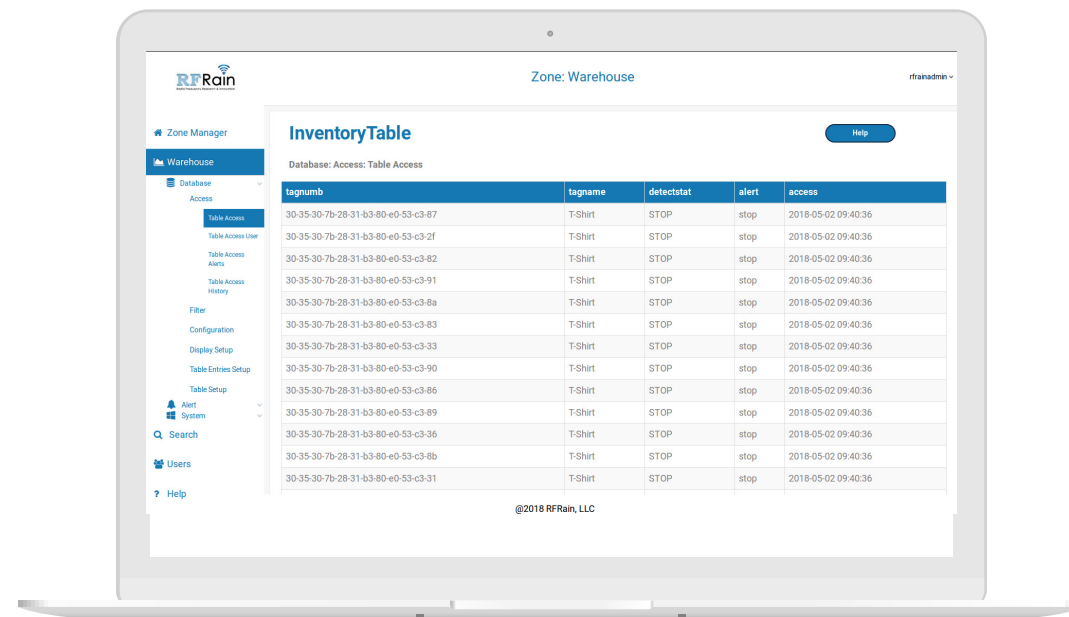 RFRain
Zone: Warehouse
rfrainadmin
Zone Manager
Warehouse
Database
Access
Table Access
Table Access User
Table Access
Alerts
Table Access
History
Filter
Configuration
Display Setup
Table Entries Setup
Table Setup
Alert
System
Search
Users
? Help
InventoryTable
Help
Database: Access: Table Access
tagnumb tagname detectstat alert access
30-35-30-7b-28-31-b3-80-e0-53-c3-87 T-Shirt STOP stop 2018-05-02 09:40:36
30-35-30-7b-28-31-b3-80-e0-53-c3-2f T-Shirt STOP stop 2018-05-02 09:40:36
30-35-30-7b-28-31-b3-80-e0-53-c3-82 T-Shirt STOP stop 2018-05-02 09:40:36
30-35-30-7b-28-31-b3-80-e0-53-c3-91 T-Shirt STOP stop 2018-05-02 09:40:36
30-35-30-7b-28-31-b3-80-e0-53-c3-8a T-Shirt STOP stop 2018-05-02 09:40:36
30-35-30-7b-28-31-b3-80-e0-53-c3-83 T-Shirt STOP stop 2018-05-02 09:40:36
30-35-30-7b-28-31-b3-80-e0-53-c3-33 T-Shirt STOP stop 2018-05-02 09:40:36
30-35-30-7b-28-31-b3-80-e0-53-c3-90 T-Shirt STOP stop 2018-05-02 09:40:36
30-35-30-7b-28-31-b3-80-e0-53-c3-86 T-Shirt STOP stop 2018-05-02 09:40:36
30-35-30-7b-28-31-b3-80-e0-53-c3-89 T-Shirt STOP stop 2018-05-02 09:40:36
30-35-30-7b-28-31-b3-80-e0-53-c3-36 T-Shirt STOP stop 2018-05-02 09:40:36
30-35-30-7b-28-31-b3-80-e0-53-c3-8b T-Shirt STOP stop 2018-05-02 09:40:36
30-35-30-7b-28-31-b3-80-e0-53-c3-31 T-Shirt STOP stop 2018-05-02 09:40:36
@2018 RFRain, LLC